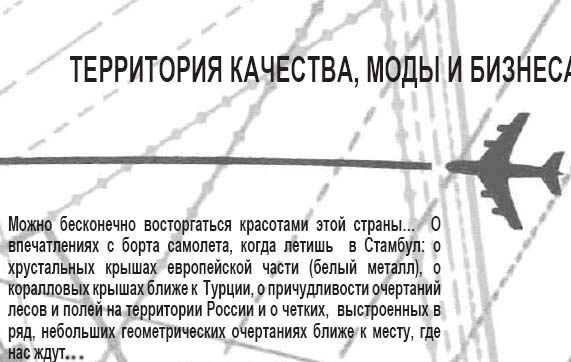 ТЕРРИТОРИЯ КАЧЕСТВА, МОДЫ И БИЗНЕСА
Можно бесконечно восторгаться красотами этой страны... О
впечатлениях с борта самолета, когда летишь в Стамбул: о
хрустальных крышах европейской части (белый металл), о
коралловых крышах ближе к Турции, о причудливости очертаний
лесов и полей на территории России и о четких, выстроенных в
ряд, небольших геометрических очертаниях ближе к месту, где
нас ждут...